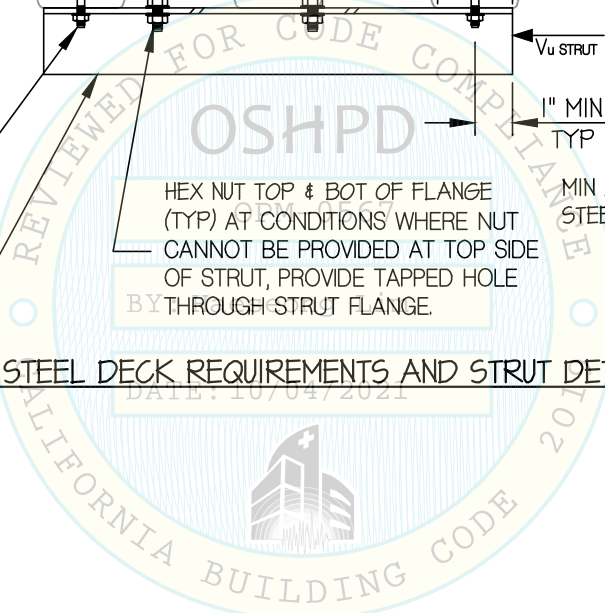 Vu STRUT
1" MIN
TYP
MIN
STEE
HEX NUT TOP & BOT OF FLANGE
(TYP) AT CONDITIONS WHERE NUT
CANNOT BE PROVIDED AT TOP SIDE
OF STRUT, PROVIDE TAPPED HOLE
THROUGH STRUT FLANGE.
STEEL DECK REQUIREMENTS AND STRUT DET
REVIEWED FOR CODE COMPLIANCE
OSHPD
BY:
DATE: 10/04/2021
CALIFORNIA BUILDING CODE 2019